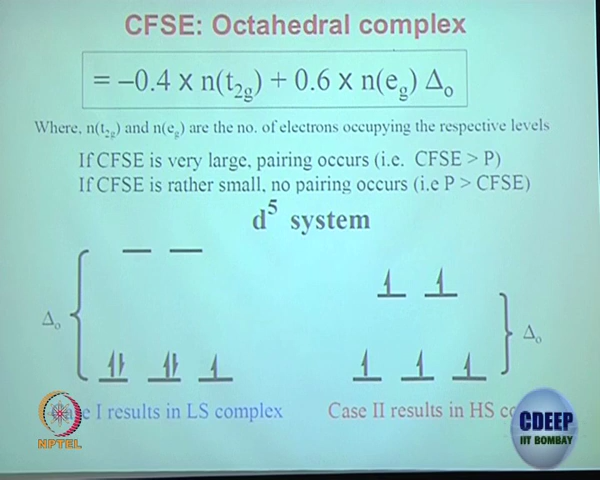 CFSE: Octahedral complex
= –0.4 x n(t₂g) + 0.6 x n(eg) Δₒ
Where, n(t₂g) and n(eg) are the no. of electrons occupying the respective levels
If CFSE is very large, pairing occurs (i.e. CFSE > P)
If CFSE is rather small, no pairing occurs (i.e P > CFSE)
d⁵ system
Δₒ
Δₒ
I results in LS complex
Case II results in HS
NPTEL
CDEEP
IIT BOMBAY